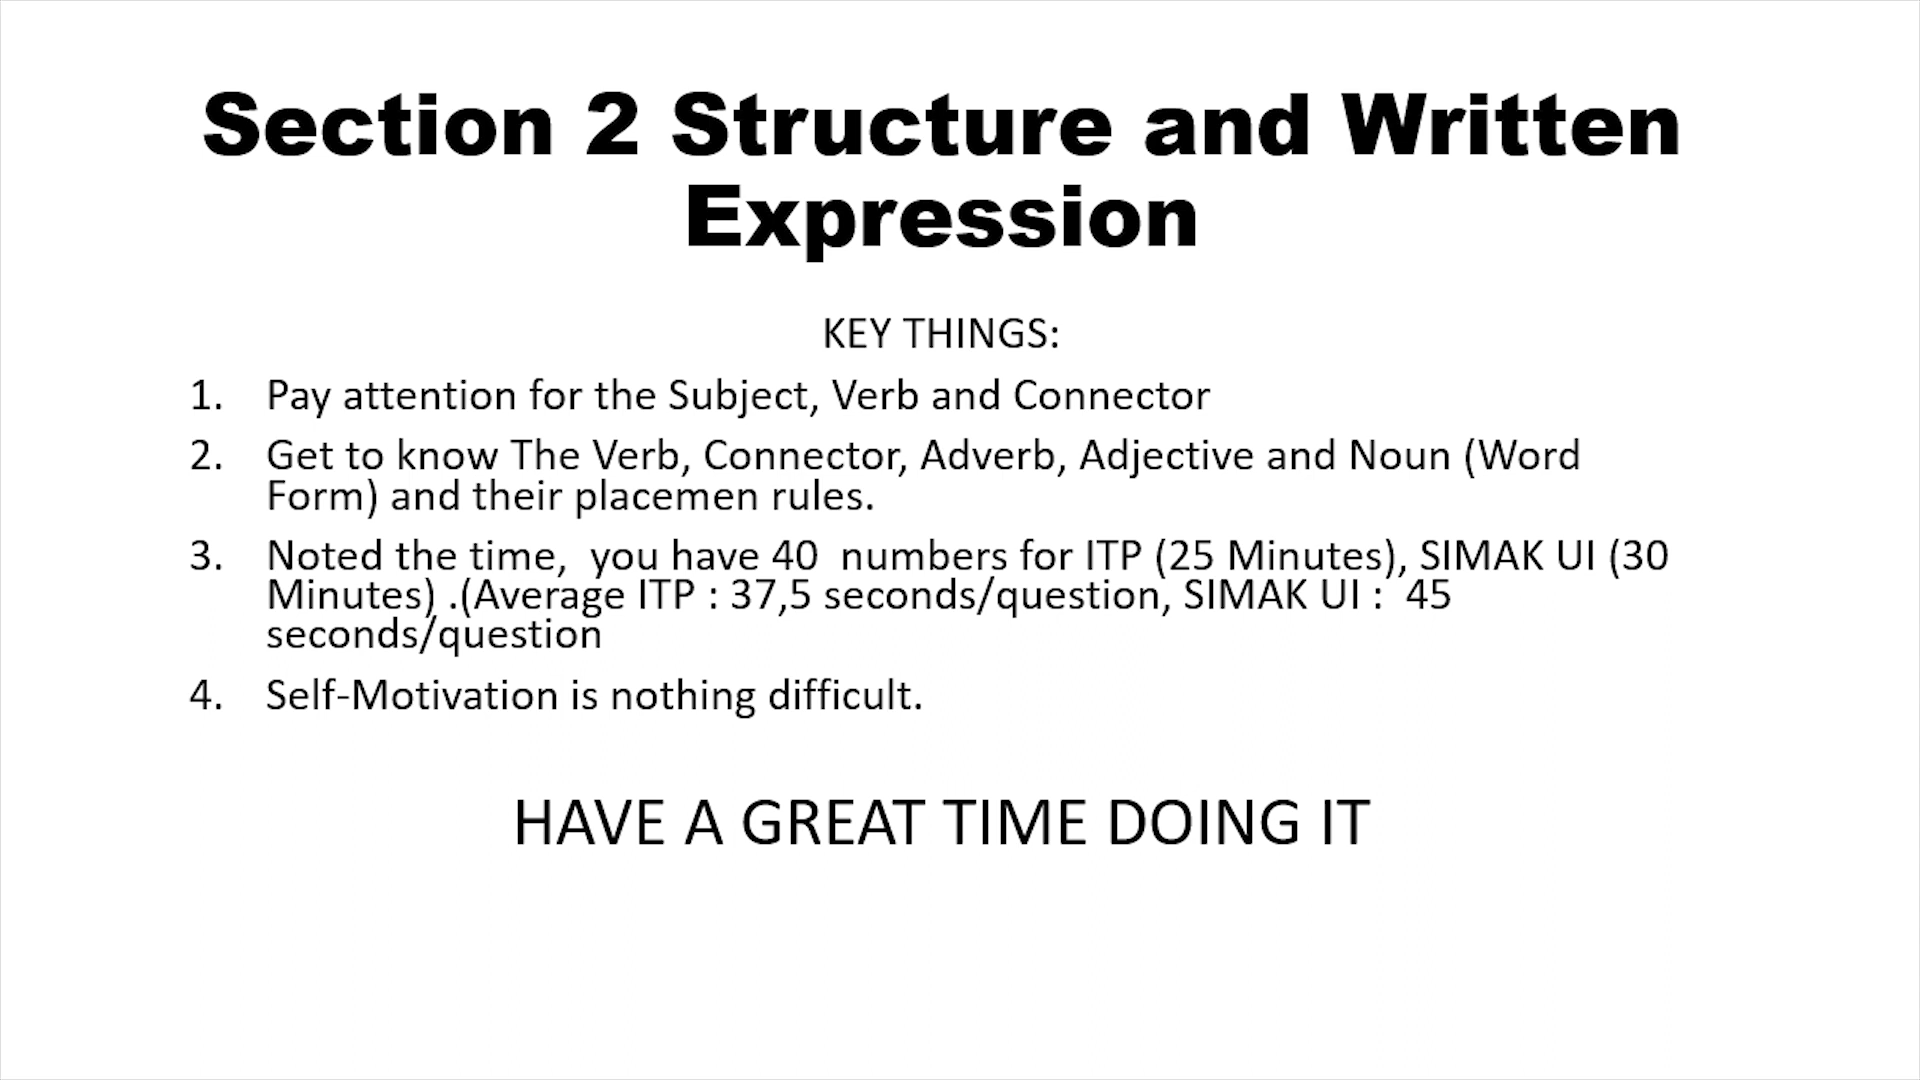 Section 2 Structure and Written
Expression
KEY THINGS:
1. Pay attention for the Subject, Verb and Connector
2. Get to know The Verb, Connector, Adverb, Adjective and Noun (Word
Form) and their placemen rules.
3. Noted the time,  you have 40  numbers for ITP (25 Minutes), SIMAK UI (30
Minutes) .(Average ITP : 37,5 seconds/question, SIMAK UI :  45
seconds/question
4. Self-Motivation is nothing difficult.
HAVE A GREAT TIME DOING IT